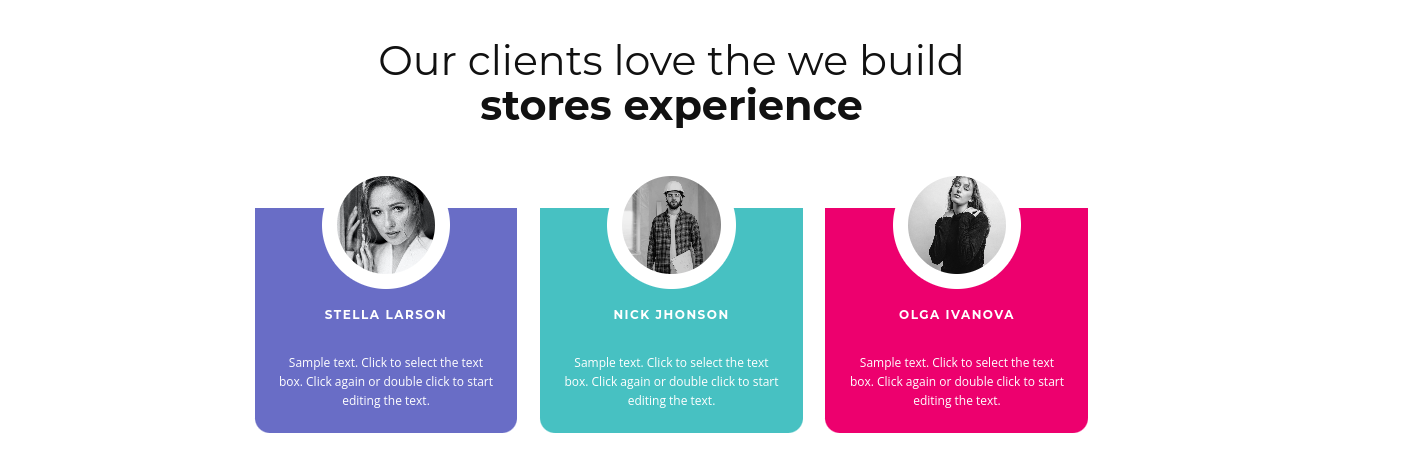 Our clients love the we build
stores experience
STELLA LARSON
Sample text. Click to select the text
box. Click again or double click to start
editing the text.
NICK JHONSON
Sample text. Click to select the text
box. Click again or double click to start
editing the text.
OLGA IVANOVA
Sample text. Click to select the text
box. Click again or double click to start
editing the text.